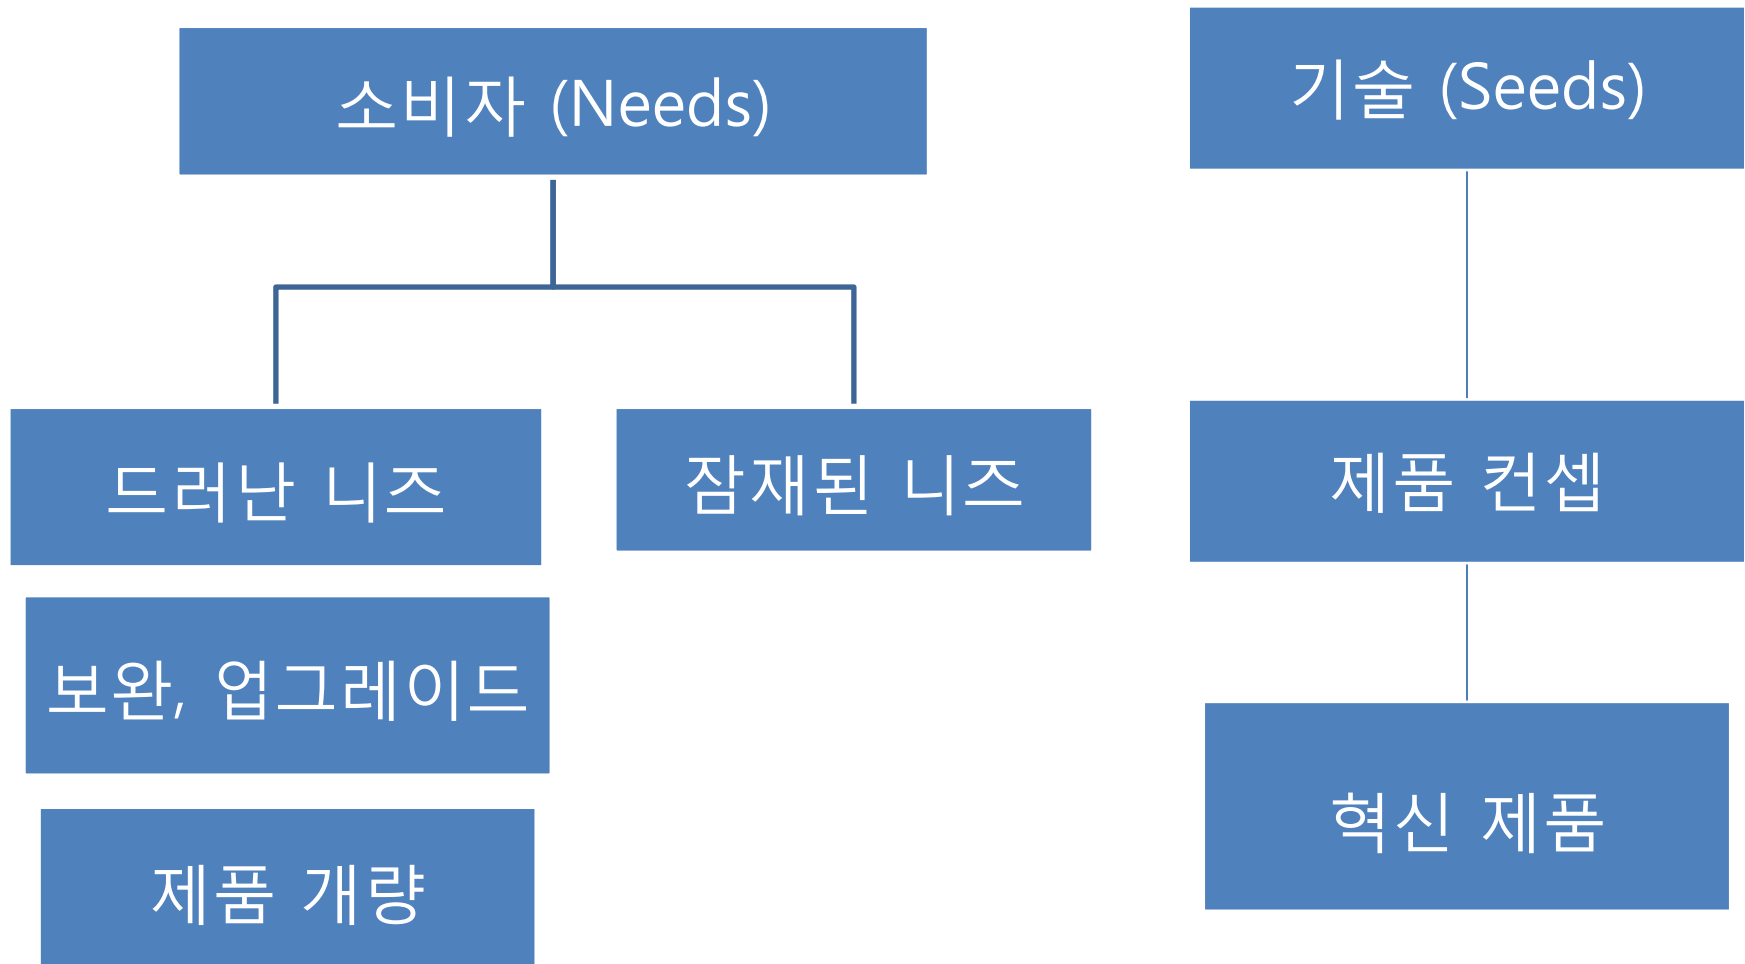 소비자 (Needs)
기술 (Seeds)
드러난 니즈
잠재된 니즈
제품 컨셉
보완, 업그레이드
혁신 제품
제품 개량